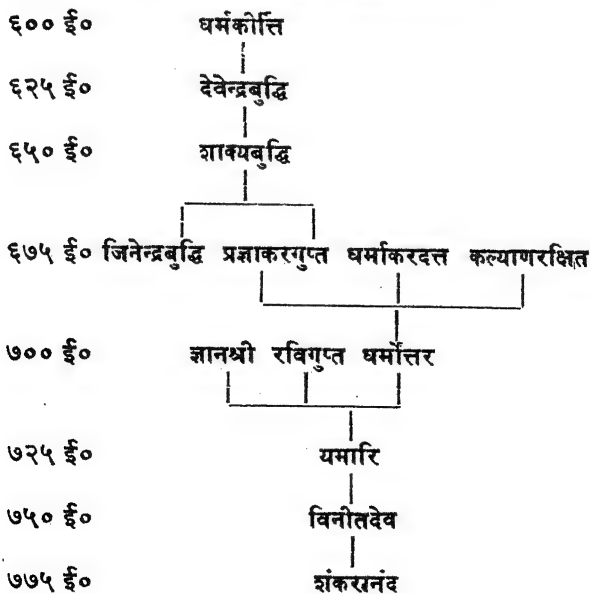 ६०० ई० धर्मकीर्त्ति
६२५ ई० देवेन्द्रबुद्धि
६५० ई० शाक्यबुद्धि
६७५ ई० जिनेन्द्रबुद्धि प्रज्ञाकरगुप्त धर्माकरदत्त कल्याणरक्षित
७०० ई० ज्ञानश्री रविगुप्त धर्मोत्तर
७२५ ई० यमारि
७५० ई० विनीतदेव
७७५ ई० शंकरानंद